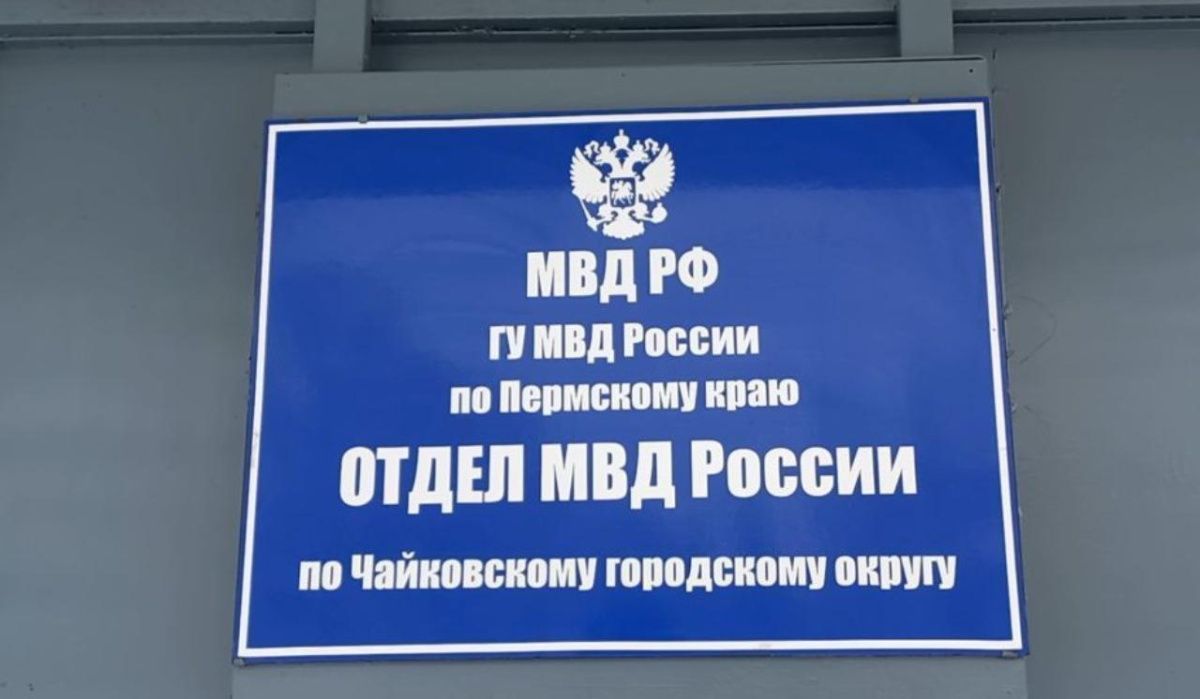 МВД РФ
ГУ МВД России
по Пермскому краю
ОТДЕЛ МВД России
по Чайковскому городскому округу